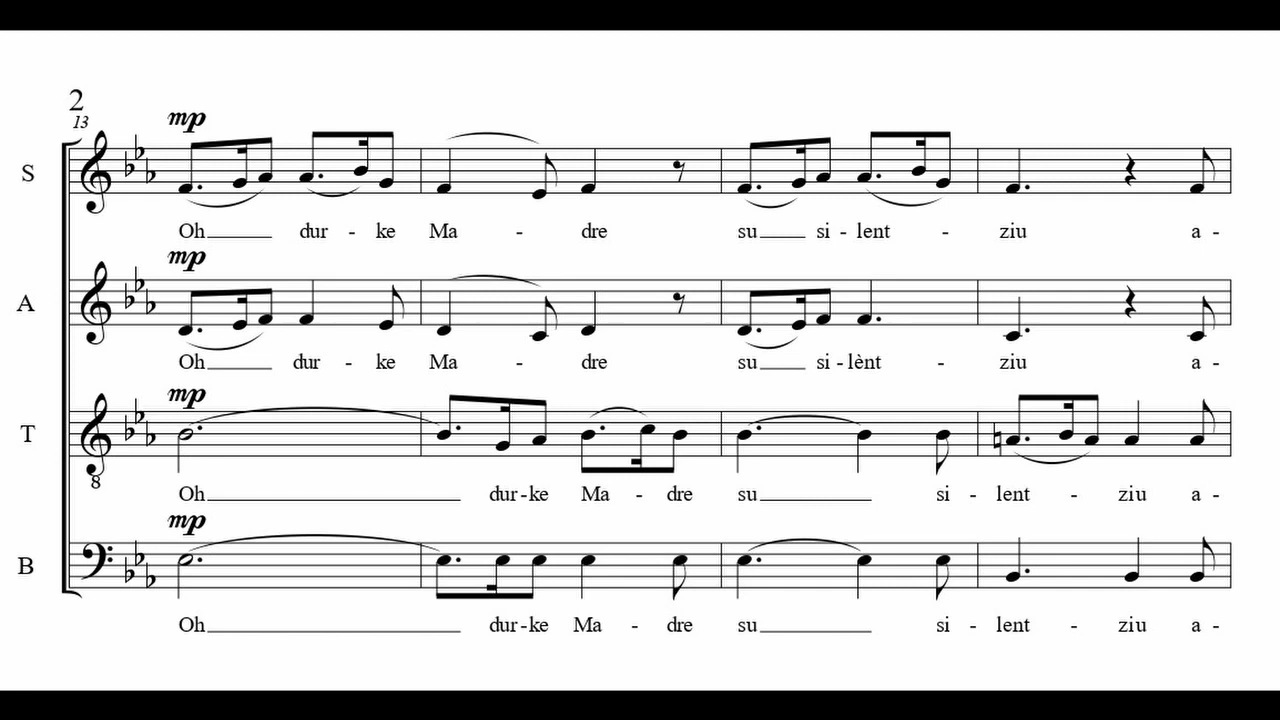 2
13
mp
S
Oh dur - ke Ma - dre su si - lent - ziu a -
mp
A
Oh dur - ke Ma - dre su si - lènt - ziu a -
mp
T
8
Oh dur - ke Ma - dre su si - lent - ziu a -
mp
B
Oh dur - ke Ma - dre su si - lent - ziu a -